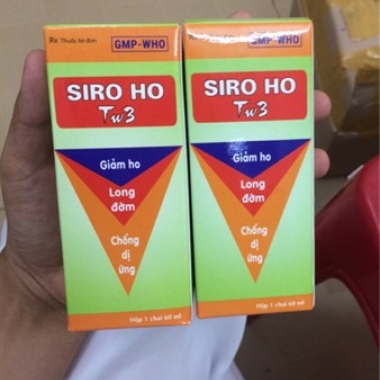 Rx Thuốc kê đơn
GMP-WHO
SIRO HO
Tw3
Giảm ho
Long
đờm
Chống
dị
ứng
Hộp 1 chai 60 ml
GMP-WHO
SIRO HO
Tw3
Giảm ho
Long
đờm
Chống
dị
ứng
Hộp 1 chai 60 ml